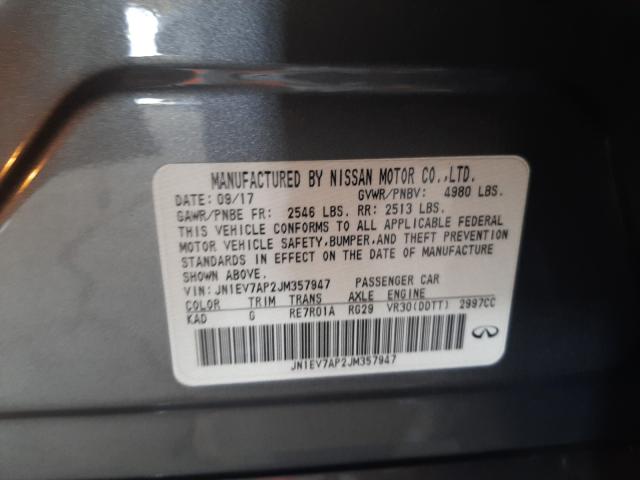 MANUFACTURED BY NISSAN MOTOR CO.,LTD.
DATE: 09/17 GVWR/PNBV: 4980 LBS.
GAWR/PNBE FR: 2546 LBS. RR: 2513 LBS.
THIS VEHICLE CONFORMS TO ALL APPLICABLE FEDERAL
MOTOR VEHICLE SAFETY,BUMPER,AND THEFT PREVENTION
STANDARDS IN EFFECT ON THE DATE OF MANUFACTURE
SHOWN ABOVE.
VIN: JN1EV7AP2JM357947 PASSENGER CAR
COLOR TRIM TRANS AXLE ENGINE
KAD G RE7R01A RG29 VR30(DDTT) 2997CC
JN1EV7AP2JM357947